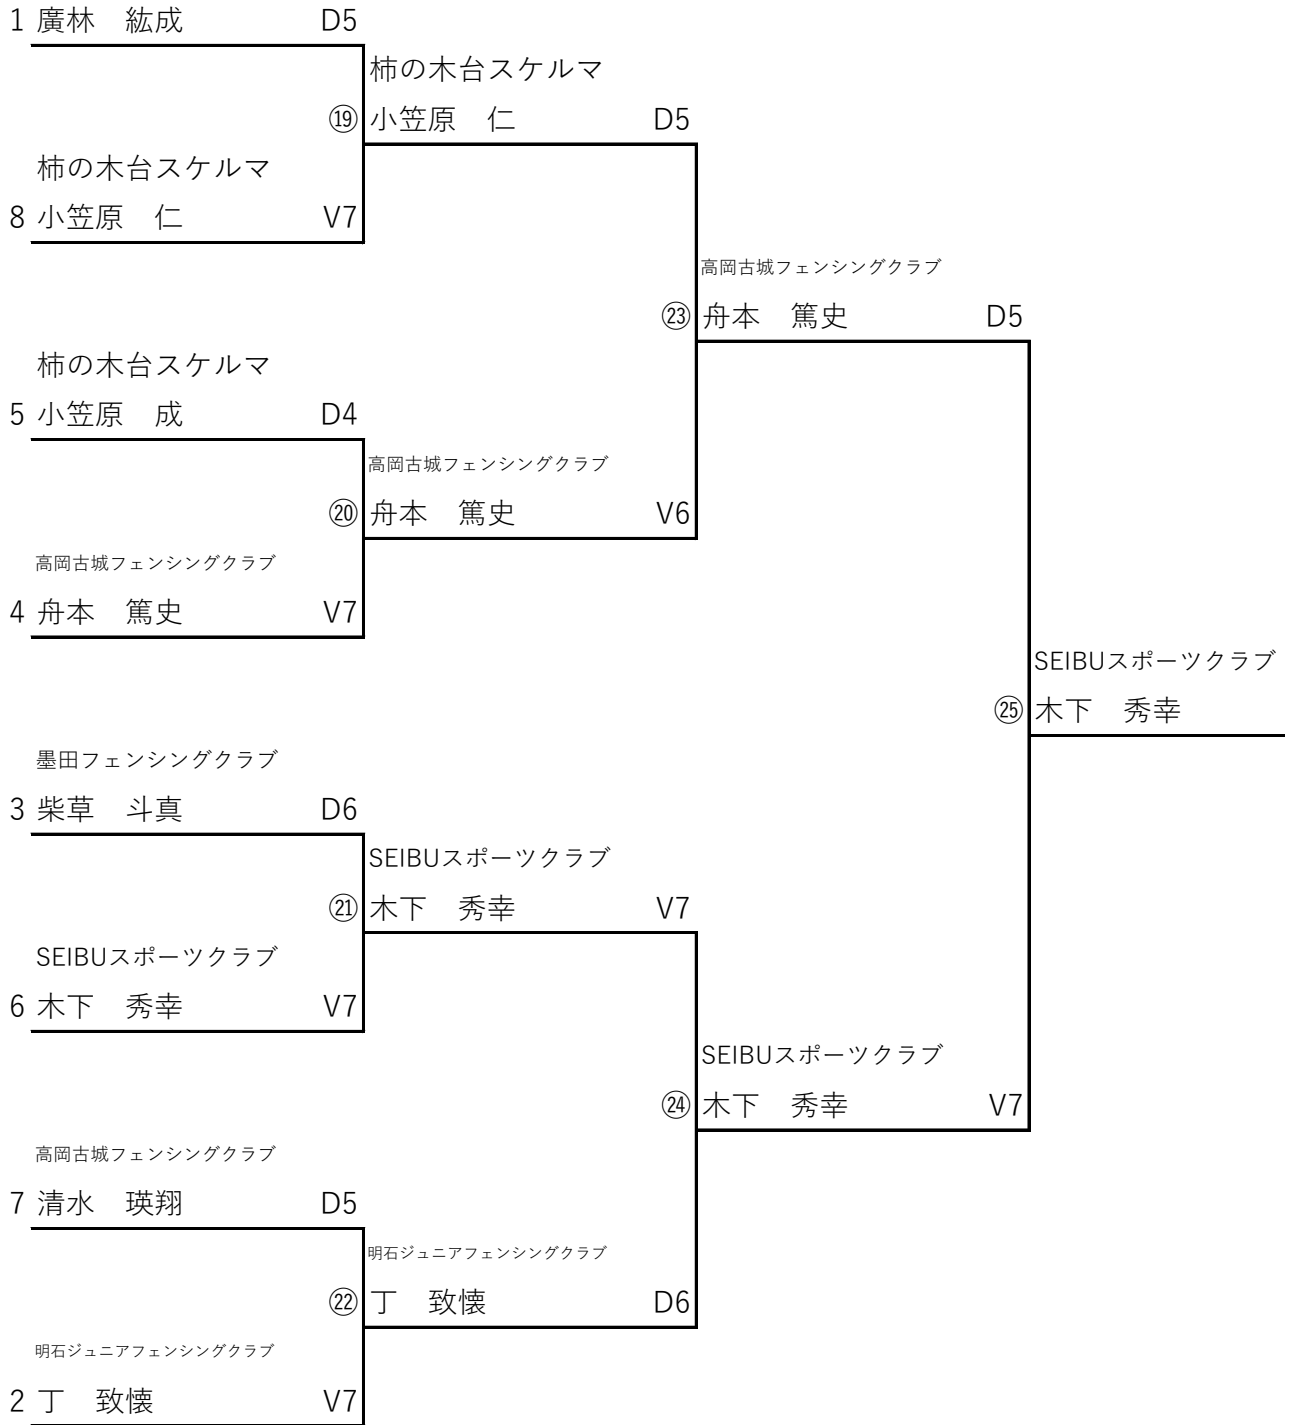 1 廣林　紘成 D5
柿の木台スケルマ
⑲ 小笠原　仁 D5
柿の木台スケルマ
8 小笠原　仁 V7
高岡古城フェンシングクラブ
㉓ 舟本　篤史 D5
柿の木台スケルマ
5 小笠原　成 D4
高岡古城フェンシングクラブ
⑳ 舟本　篤史 V6
高岡古城フェンシングクラブ
4 舟本　篤史 V7
SEIBUスポーツクラブ
㉕ 木下　秀幸
墨田フェンシングクラブ
3 柴草　斗真 D6
SEIBUスポーツクラブ
㉑ 木下　秀幸 V7
SEIBUスポーツクラブ
6 木下　秀幸 V7
SEIBUスポーツクラブ
㉔ 木下　秀幸 V7
高岡古城フェンシングクラブ
7 清水　瑛翔 D5
明石ジュニアフェンシングクラブ
㉒ 丁　致懐 D6
明石ジュニアフェンシングクラブ
2 丁　致懐 V7